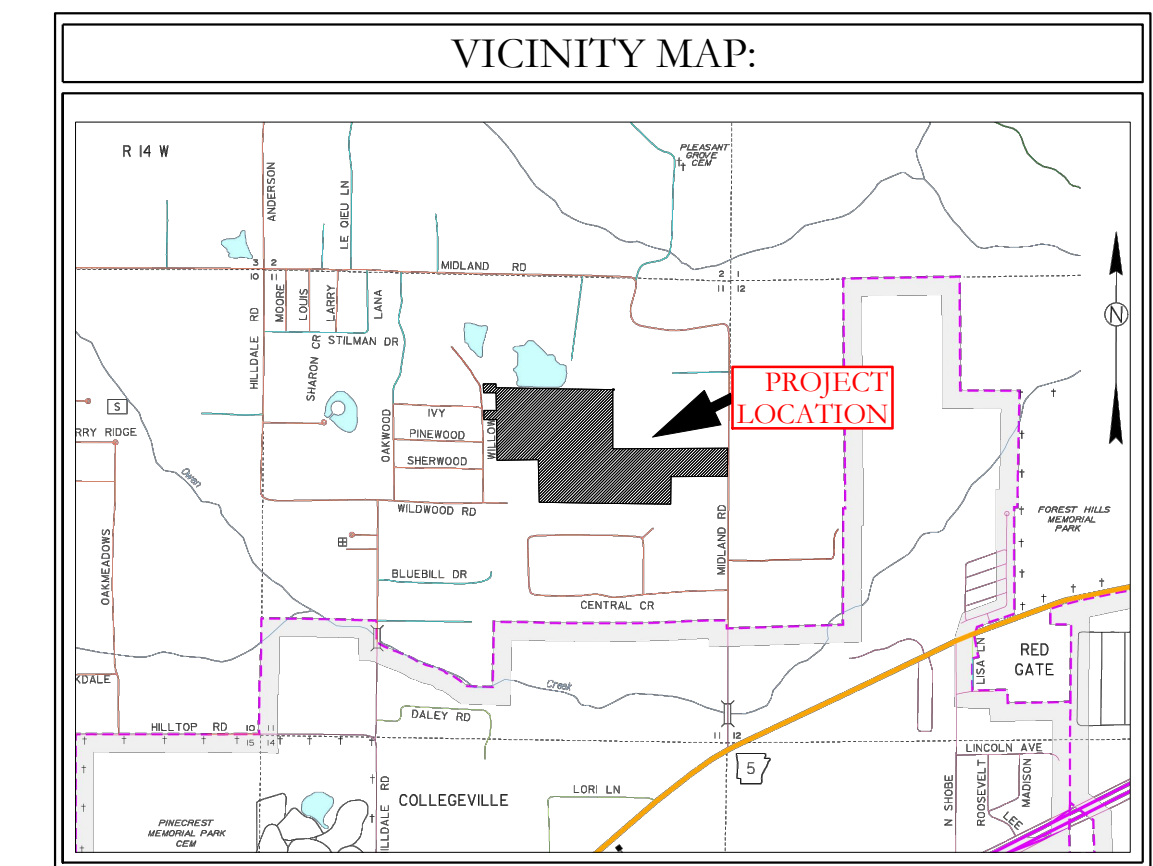 VICINITY MAP:
R 14 W
ANDERSON
LE QIEU LN
PLEASANT
GROVE
CEM
3 2
10 11
MIDLAND RD
2 1
11 12
N
HILLDALE RD
MOORE
LOUIS
LARRY
LANA
STILMAN DR
SHARON CR
PROJECT
LOCATION
S
RRY RIDGE
OAKWOOD
IVY
PINEWOOD
SHERWOOD
WILLOW
WILDWOOD RD
Owen
OAKMEADOWS
MIDLAND RD
FOREST HILLS
MEMORIAL
PARK
BLUEBILL DR
CENTRAL CR
LISA LN
RED
GATE
KDALE
Creek
DALEY RD
HILLTOP RD
10 11
15 14
11 12
5
LINCOLN AVE
LORI LN
COLLEGEVILLE
ILLDALE RD
N SHOBE
ROOSEVELT
MADISON
LEE
PINECREST
MEMORIAL PARK
CEM